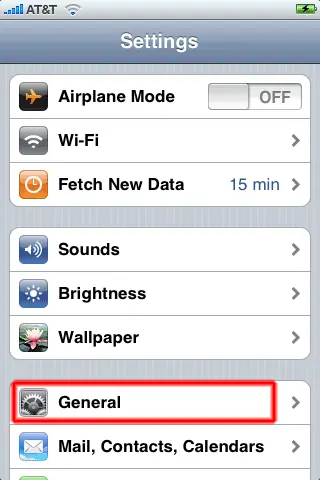 AT&T
Settings
Airplane Mode OFF
Wi-Fi
Fetch New Data 15 min
Sounds
Brightness
Wallpaper
General
Mail, Contacts, Calendars